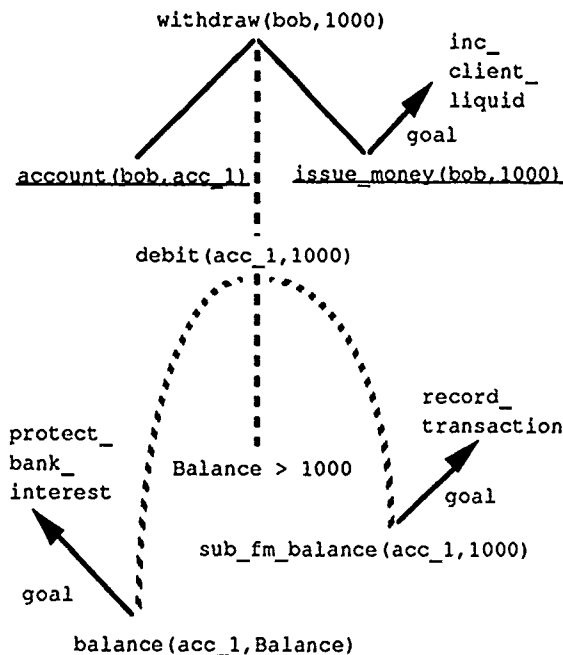 withdraw(bob,1000)
inc_
client_
liquid
goal
account(bob,acc_1)
issue_money(bob,1000)
debit(acc_1,1000)
record_
transaction
protect_
bank_
interest
Balance > 1000
goal
sub_fm_balance(acc_1,1000)
goal
balance(acc_1,Balance)